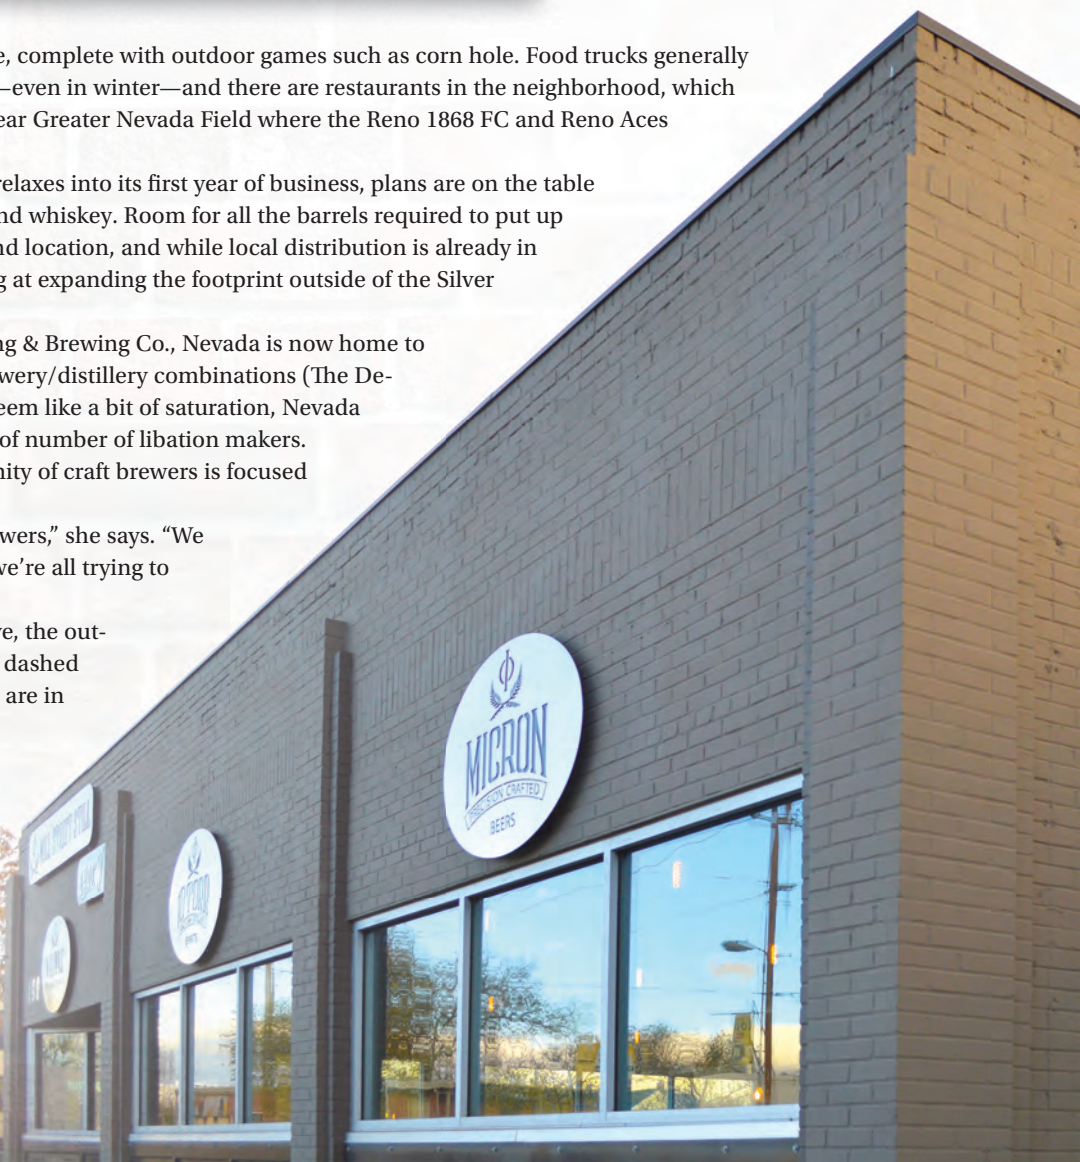 e, complete with outdoor games such as corn hole. Food trucks generally
—even in winter—and there are restaurants in the neighborhood, which
ear Greater Nevada Field where the Reno 1868 FC and Reno Aces
elaxes into its first year of business, plans are on the table
nd whiskey. Room for all the barrels required to put up
nd location, and while local distribution is already in
g at expanding the footprint outside of the Silver
ng & Brewing Co., Nevada is now home to
wery/distillery combinations (The De-
eem like a bit of saturation, Nevada
of number of libation makers.
nity of craft brewers is focused
wers,” she says. “We
we’re all trying to
ve, the out-
dashed
are in
MICRON
PRECISION CRAFTED
BEERS